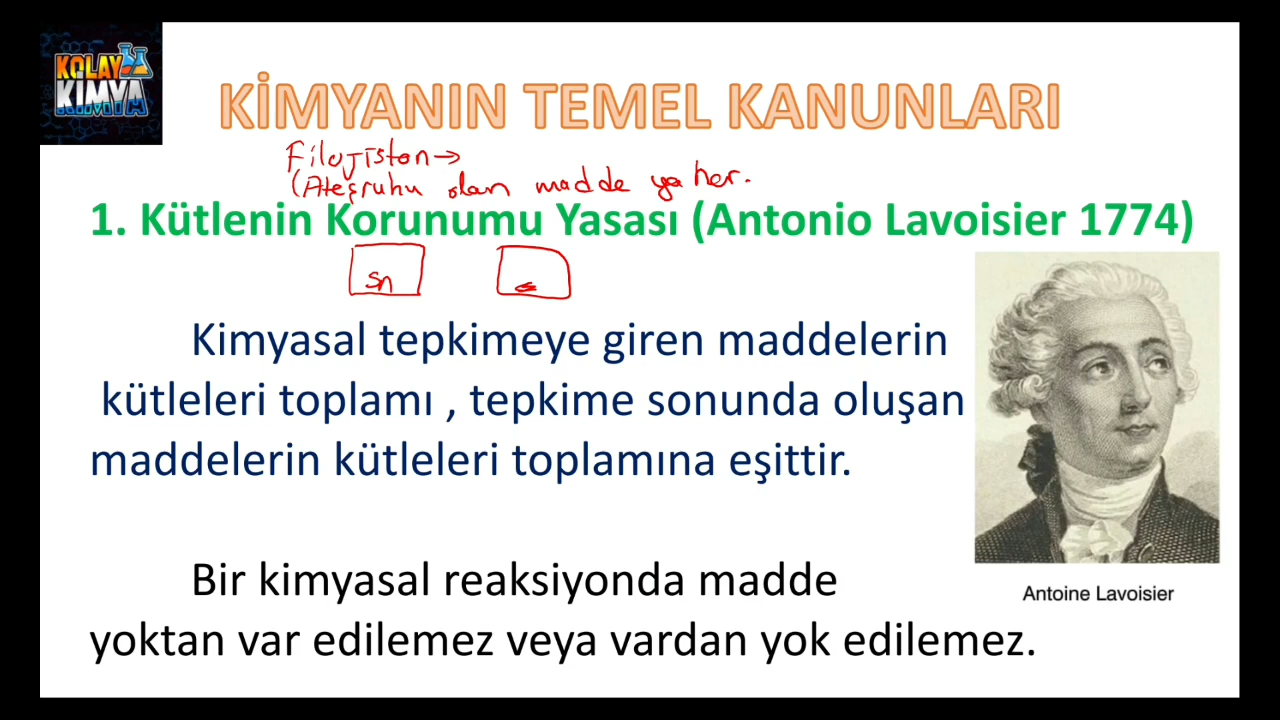 KOLAY
KİMYA
KİMYANIN TEMEL KANUNLARI
Filojiston→
(Ateşruhu olan madde ya her.
1. Kütlenin Korunumu Yasası (Antonio Lavoisier 1774)
Sn
Kimyasal tepkimeye giren maddelerin
kütleleri toplamı , tepkime sonunda oluşan
maddelerin kütleleri toplamına eşittir.
Bir kimyasal reaksiyonda madde
yoktan var edilemez veya vardan yok edilemez.
Antoine Lavoisier